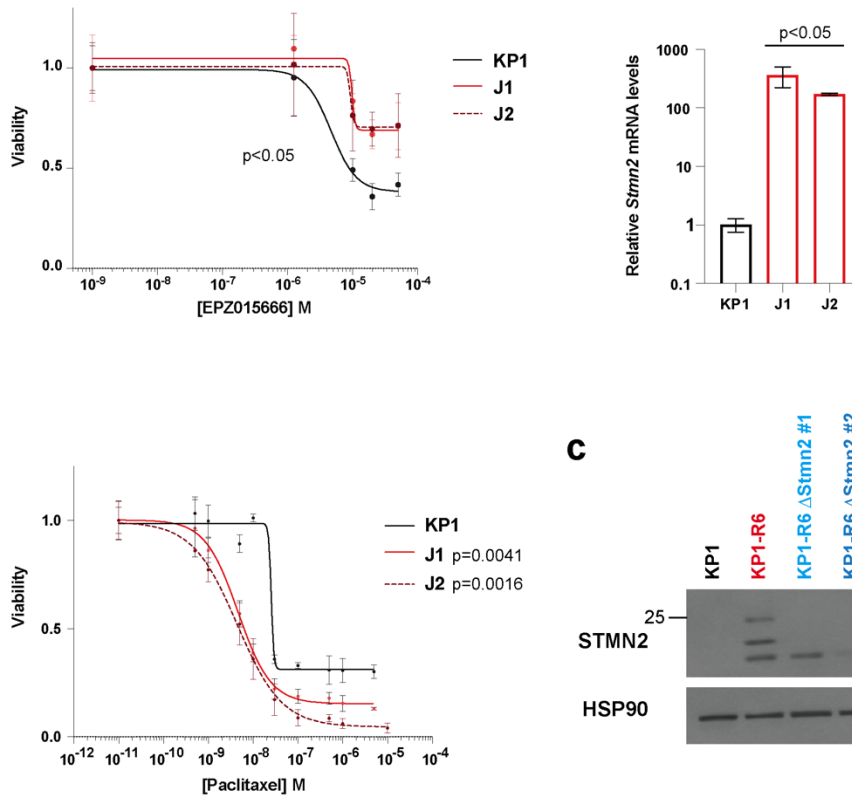 1.0
0.5
0.0
Viability
10-9
10-8
10-7
10-6
10-5
10-4
[EPZ015666] M
p<0.05
KP1
J1
J2
p<0.05
1000
100
10
1
0.1
Relative Stmn2 mRNA levels
KP1
J1
J2
1.0
0.5
0.0
Viability
10-12
10-11
10-10
10-9
10-8
10-7
10-6
10-5
10-4
[Paclitaxel] M
KP1
J1 p=0.0041
J2 p=0.0016
c
KP1
KP1-R6
KP1-R6 ΔStmn2 #1
KP1-R6 ΔStmn2 #2
25
STMN2
HSP90